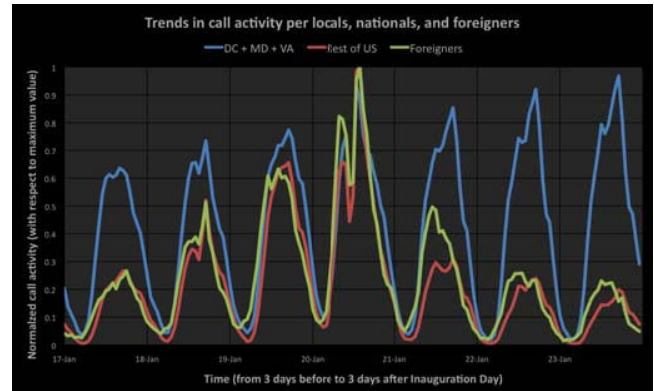 Trends in call activity per locals, nationals, and foreigners
DC + MD + VA Rest of US Foreigners
Normalized call activity (with respect to maximum value)
1
0.9
0.8
0.7
0.6
0.5
0.4
0.3
0.2
0.1
0
17-Jan 18-Jan 19-Jan 20-Jan 21-Jan 22-Jan 23-Jan
Time (from 3 days before to 3 days after Inauguration Day)